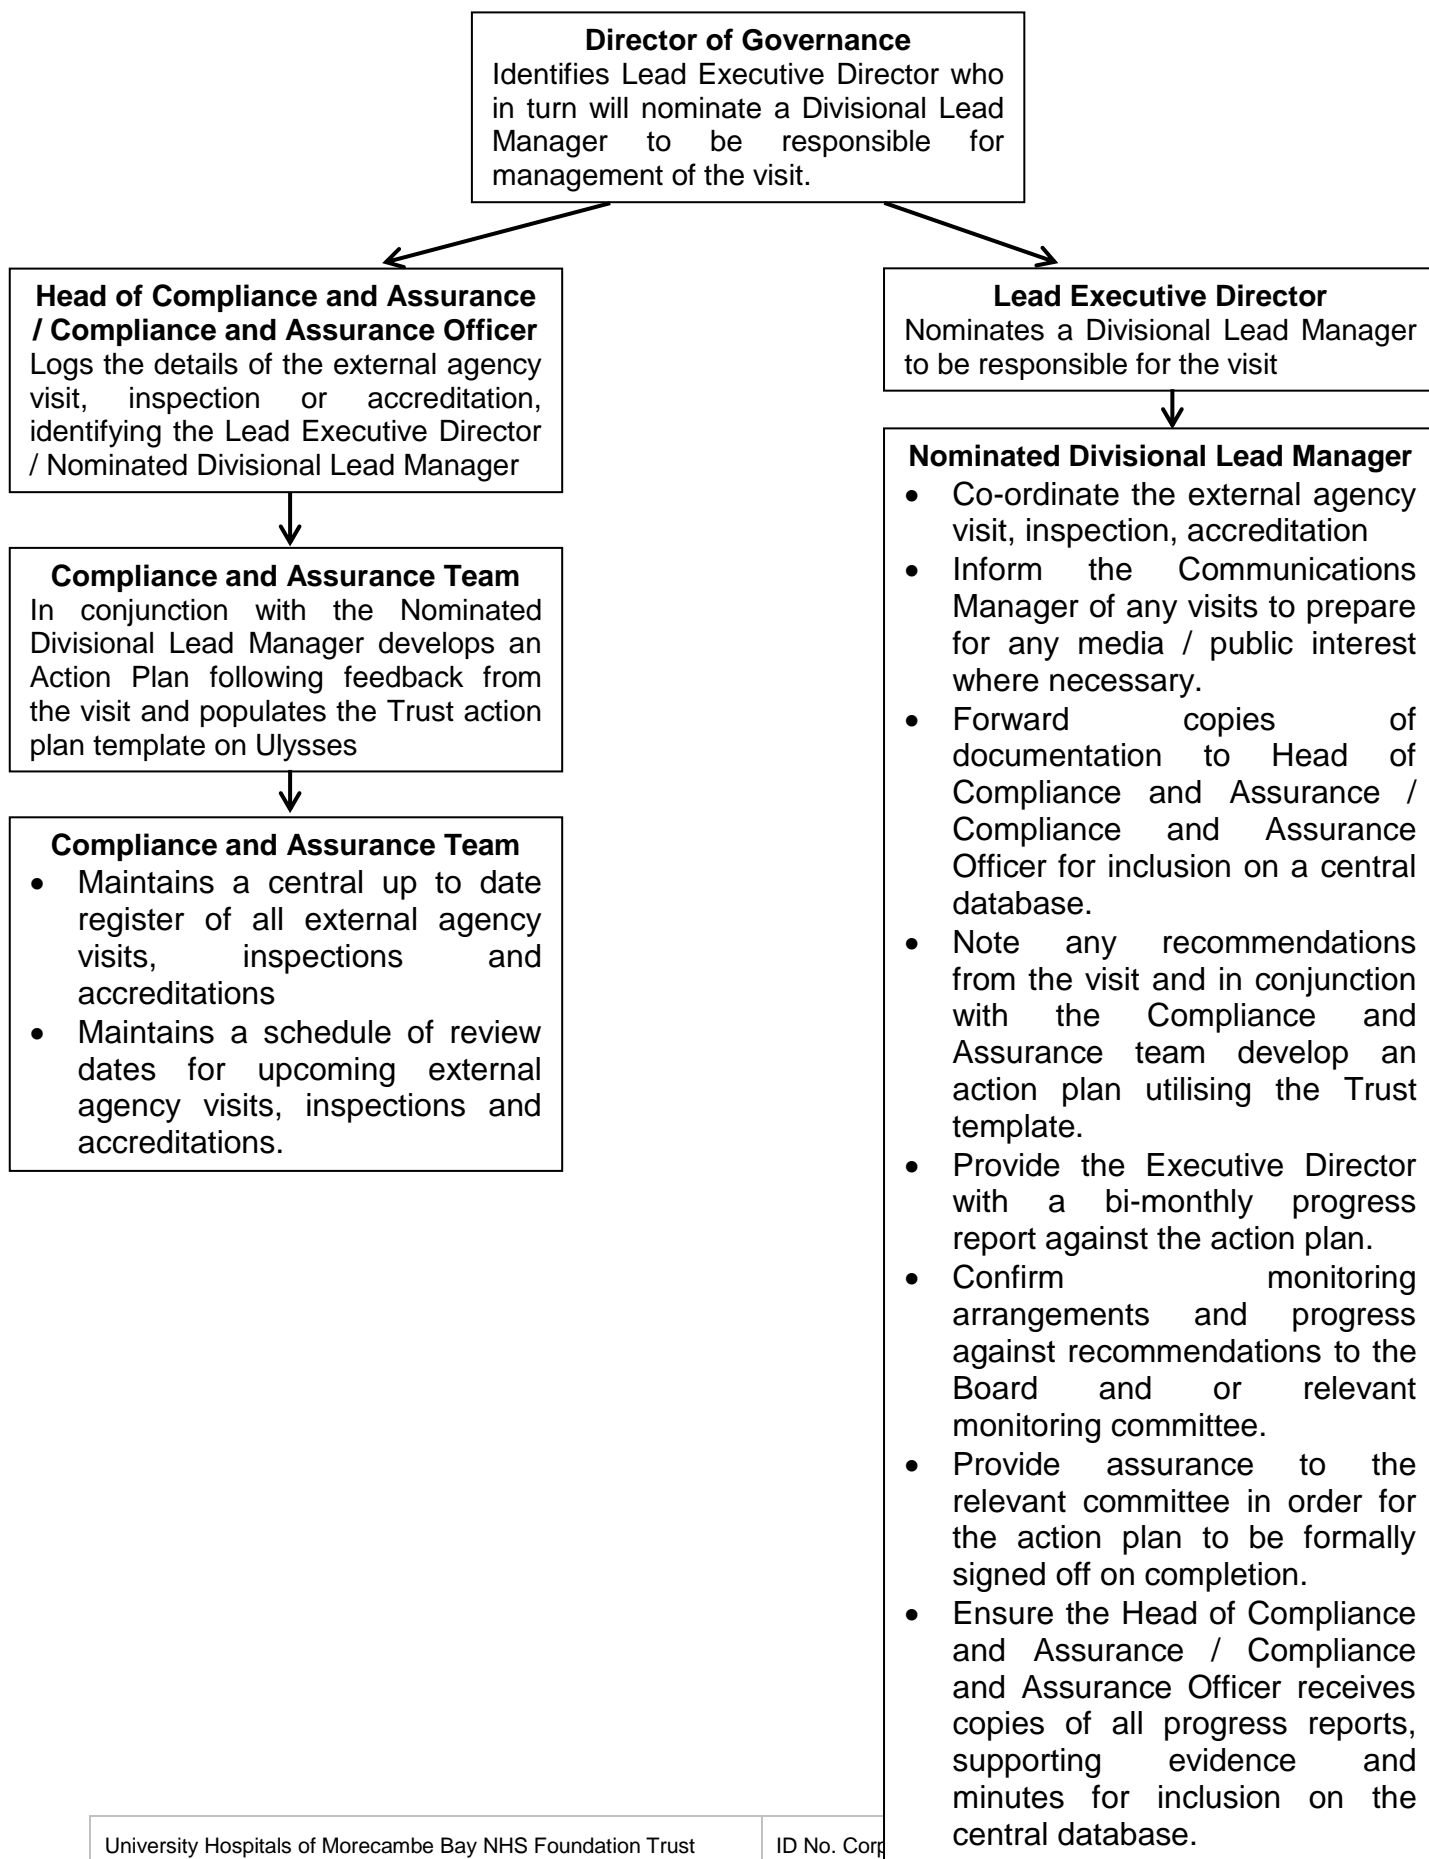 Director of Governance
Identifies Lead Executive Director who
in turn will nominate a Divisional Lead
Manager to be responsible for
management of the visit.
Head of Compliance and Assurance
/ Compliance and Assurance Officer
Logs the details of the external agency
visit, inspection or accreditation,
identifying the Lead Executive Director
/ Nominated Divisional Lead Manager
Compliance and Assurance Team
In conjunction with the Nominated
Divisional Lead Manager develops an
Action Plan following feedback from
the visit and populates the Trust action
plan template on Ulysses
Compliance and Assurance Team
• Maintains a central up to date
register of all external agency
visits, inspections and
accreditations
• Maintains a schedule of review
dates for upcoming external
agency visits, inspections and
accreditations.
Lead Executive Director
Nominates a Divisional Lead Manager
to be responsible for the visit
Nominated Divisional Lead Manager
• Co-ordinate the external agency
visit, inspection, accreditation
• Inform the Communications
Manager of any visits to prepare
for any media / public interest
where necessary.
• Forward copies of
documentation to Head of
Compliance and Assurance /
Compliance and Assurance
Officer for inclusion on a central
database.
• Note any recommendations
from the visit and in conjunction
with the Compliance and
Assurance team develop an
action plan utilising the Trust
template.
• Provide the Executive Director
with a bi-monthly progress
report against the action plan.
• Confirm monitoring
arrangements and progress
against recommendations to the
Board and or relevant
monitoring committee.
• Provide assurance to the
relevant committee in order for
the action plan to be formally
signed off on completion.
• Ensure the Head of Compliance
and Assurance / Compliance
and Assurance Officer receives
copies of all progress reports,
supporting evidence and
minutes for inclusion on the
central database.
University Hospitals of Morecambe Bay NHS Foundation Trust
ID No. Corp